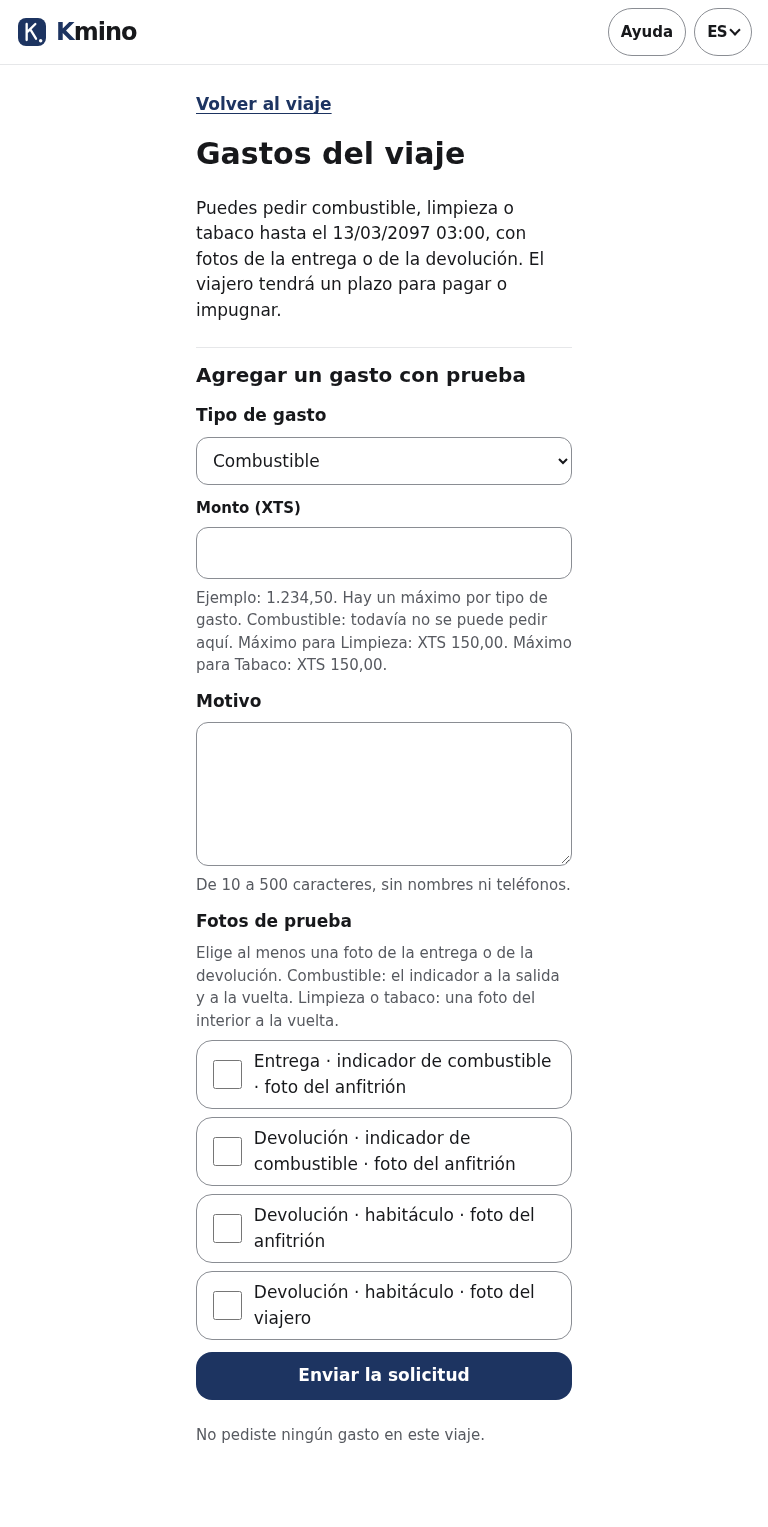 K. Kmino
Ayuda
ES
Volver al viaje
Gastos del viaje
Puedes pedir combustible, limpieza o
tabaco hasta el 13/03/2097 03:00, con
fotos de la entrega o de la devolución. El
viajero tendrá un plazo para pagar o
impugnar.
Agregar un gasto con prueba
Tipo de gasto
Combustible
Monto (XTS)
Ejemplo: 1.234,50. Hay un máximo por tipo de
gasto. Combustible: todavía no se puede pedir
aquí. Máximo para Limpieza: XTS 150,00. Máximo
para Tabaco: XTS 150,00.
Motivo
De 10 a 500 caracteres, sin nombres ni teléfonos.
Fotos de prueba
Elige al menos una foto de la entrega o de la
devolución. Combustible: el indicador a la salida
y a la vuelta. Limpieza o tabaco: una foto del
interior a la vuelta.
Entrega · indicador de combustible
· foto del anfitrión
Devolución · indicador de
combustible · foto del anfitrión
Devolución · habitáculo · foto del
anfitrión
Devolución · habitáculo · foto del
viajero
Enviar la solicitud
No pediste ningún gasto en este viaje.